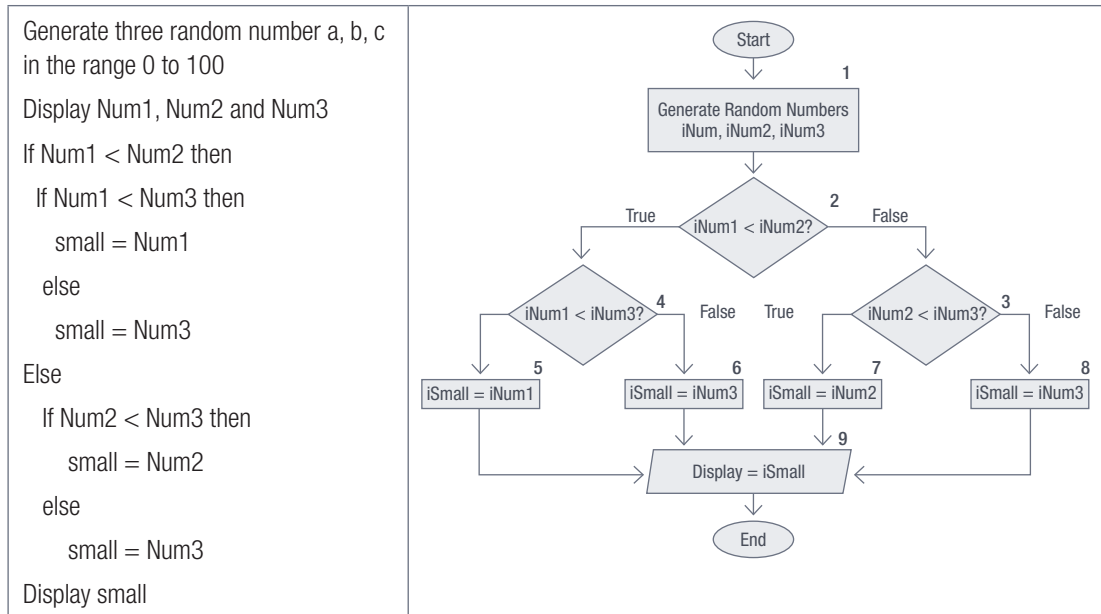 Generate three random number a, b, c
in the range 0 to 100
Display Num1, Num2 and Num3
If Num1 < Num2 then
If Num1 < Num3 then
small = Num1
else
small = Num3
Else
If Num2 < Num3 then
small = Num2
else
small = Num3
Display small
Start
1
Generate Random Numbers
iNum, iNum2, iNum3
2
True
iNum1 < iNum2?
False
4
iNum1 < iNum3?
False
True
3
iNum2 < iNum3?
False
5
iSmall = iNum1
6
iSmall = iNum3
7
iSmall = iNum2
8
iSmall = iNum3
9
Display = iSmall
End